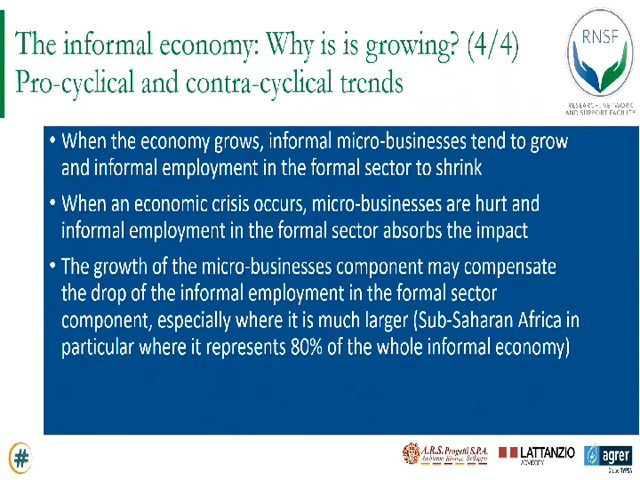 The informal economy: Why is is growing? (4/4)
Pro-cyclical and contra-cyclical trends
RNSF
RESEARCH, NETWORK
AND SUPPORT FACILITY
• When the economy grows, informal micro-businesses tend to grow
and informal employment in the formal sector to shrink
• When an economic crisis occurs, micro-businesses are hurt and
informal employment in the formal sector absorbs the impact
• The growth of the micro-businesses component may compensate
the drop of the informal employment in the formal sector
component, especially where it is much larger (Sub-Saharan Africa in
particular where it represents 80% of the whole informal economy)
#
A.R.S. Progetti S.P.A.
Ambiente Risorse Sviluppo
LATTANZIO
ADVISORY
agrer